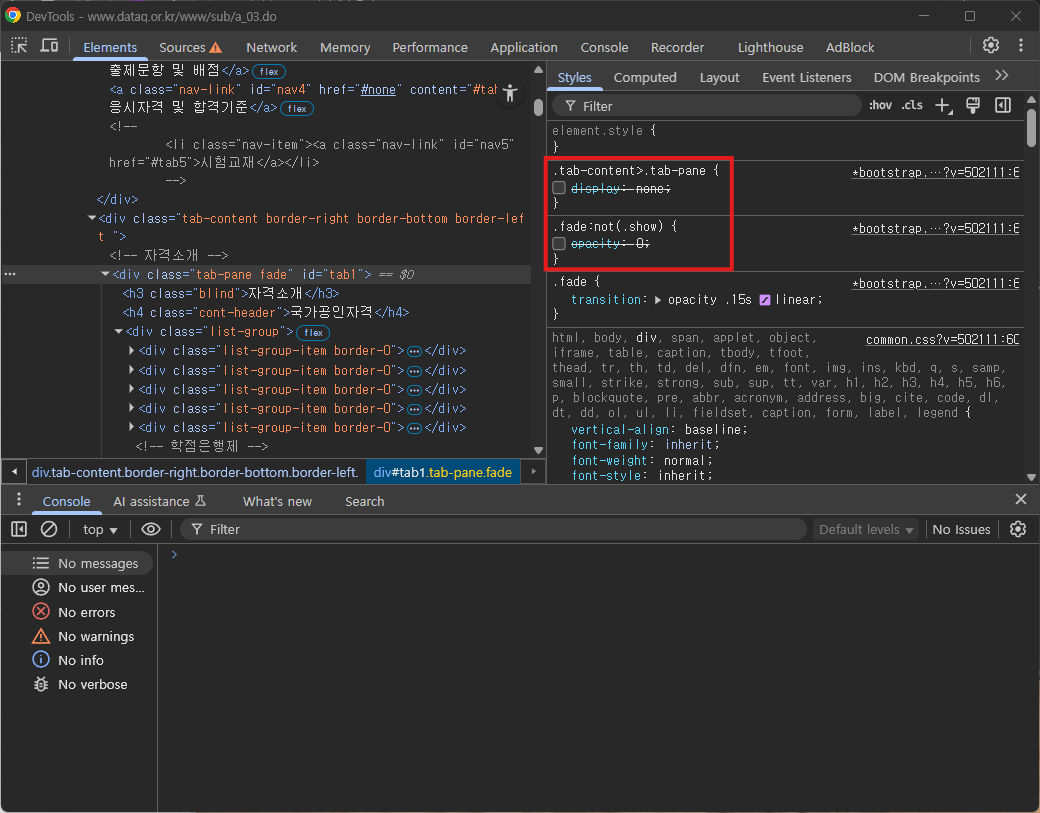 DevTools - www.dataq.or.kr/www/sub/a_03.do
Elements Sources Network Memory Performance Application Console Recorder Lighthouse AdBlock
출제문항 및 배점</a> flex
<a class="nav-link" id="nav4" href="#none" content="#tab
응시자격 및 합격기준</a> flex
<!--
<li class="nav-item"><a class="nav-link" id="nav5"
href="#tab5">시험교재</a></li>
-->
</div>
<div class="tab-content border-right border-bottom border-lef
t ">
<!-- 자격소개 -->
<div class="tab-pane fade" id="tab1"> == $0
<h3 class="blind">자격소개</h3>
<h4 class="cont-header">국가공인자격</h4>
<div class="list-group"> flex
<div class="list-group-item border-0"> … </div>
<div class="list-group-item border-0"> … </div>
<div class="list-group-item border-0"> … </div>
<div class="list-group-item border-0"> … </div>
<div class="list-group-item border-0"> … </div>
<!-- 학점은행제 -->
div.tab-content.border-right.border-bottom.border-left. div#tab1.tab-pane.fade
Styles Computed Layout Event Listeners DOM Breakpoints
Filter :hov .cls
element.style {
}
.tab-content>.tab-pane { *bootstrap.…?v=502111:6
display: none;
}
.fade:not(.show) { *bootstrap.…?v=502111:6
opacity: 0;
}
.fade { *bootstrap.…?v=502111:6
transition: opacity .15s linear;
}
html, body, div, span, applet, object, common.css?v=502111:60
iframe, table, caption, tbody, tfoot,
thead, tr, th, td, del, dfn, em, font, img, ins, kbd, q, s, samp,
small, strike, strong, sub, sup, tt, var, h1, h2, h3, h4, h5, h6,
p, blockquote, pre, abbr, acronym, address, big, cite, code, dl,
dt, dd, ol, ul, li, fieldset, caption, form, label, legend {
vertical-align: baseline;
font-family: inherit;
font-weight: normal;
font-style: inherit;
Console AI assistance What's new Search
top Filter Default levels No Issues
No messages
No user mes...
No errors
No warnings
No info
No verbose